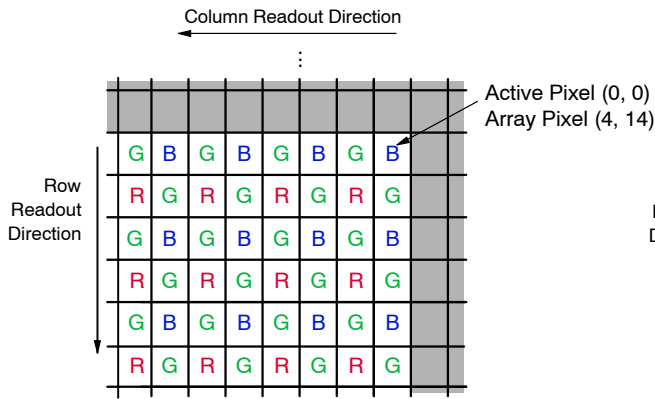 Column Readout Direction
⋮
Active Pixel (0, 0)
Array Pixel (4, 14)
G B G B G B G B
Row
Readout
Direction
R G R G R G R G
G B G B G B G B
R G R G R G R G
G B G B G B G B
R G R G R G R G